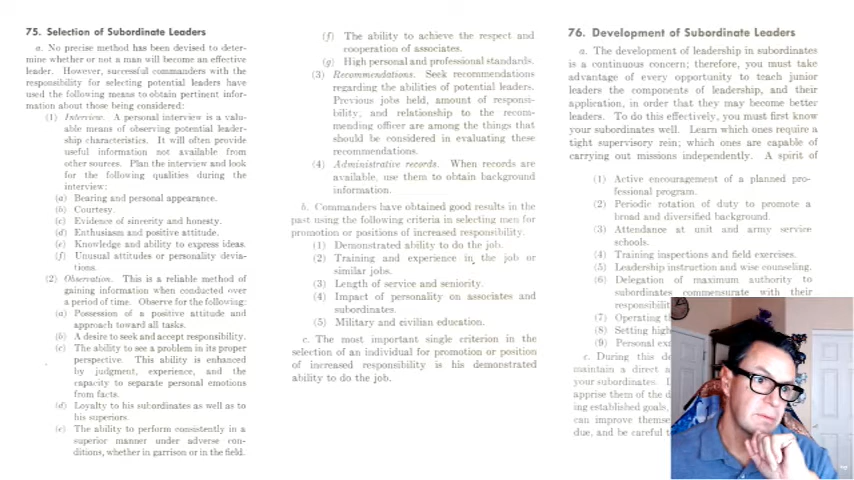 75. Selection of Subordinate Leaders
a. No precise method has been devised to deter-
mine whether or not a man will become an effective
leader. However, successful commanders with the
responsibility for selecting potential leaders have
used the following means to obtain pertinent infor-
mation about those being considered:
(1) Interview. A personal interview is a valu-
able means of observing potential leader-
ship characteristics. It will often provide
useful information not available from
other sources. Plan the interview and look
for the following qualities during the
interview:
(a) Bearing and personal appearance.
(b) Courtesy.
(c) Evidence of sincerity and honesty.
(d) Enthusiasm and positive attitude.
(e) Knowledge and ability to express ideas.
(f) Unusual attitudes or personality devia-
tions.
(2) Observation. This is a reliable method of
gaining information when conducted over
a period of time. Observe for the following:
(a) Possession of a positive attitude and
approach toward all tasks.
(b) A desire to seek and accept responsibility.
(c) The ability to see a problem in its proper
perspective. This ability is enhanced
by judgment, experience, and the
capacity to separate personal emotions
from facts.
(d) Loyalty to his subordinates as well as to
his superiors.
(e) The ability to perform consistently in a
superior manner under adverse con-
ditions, whether in garrison or in the field.
(f) The ability to achieve the respect and
cooperation of associates.
(g) High personal and professional standards.
(3) Recommendations. Seek recommendations
regarding the abilities of potential leaders.
Previous jobs held, amount of responsi-
bility, and relationship to the recom-
mending officer are among the things that
should be considered in evaluating these
recommendations.
(4) Administrative records. When records are
available, use them to obtain background
information.
b. Commanders have obtained good results in the
past using the following criteria in selecting men for
promotion or positions of increased responsibility.
(1) Demonstrated ability to do the job.
(2) Training and experience in the job or
similar jobs.
(3) Length of service and seniority.
(4) Impact of personality on associates and
subordinates.
(5) Military and civilian education.
c. The most important single criterion in the
selection of an individual for promotion or position
of increased responsibility is his demonstrated
ability to do the job.
76. Development of Subordinate Leaders
a. The development of leadership in subordinates
is a continuous concern; therefore, you must take
advantage of every opportunity to teach junior
leaders the components of leadership, and their
application, in order that they may become better
leaders. To do this effectively, you must first know
your subordinates well. Learn which ones require a
tight supervisory rein; which ones are capable of
carrying out missions independently. A spirit of
(1) Active encouragement of a planned pro-
fessional program.
(2) Periodic rotation of duty to promote a
broad and diversified background.
(3) Attendance at unit and army service
schools.
(4) Training inspections and field exercises.
(5) Leadership instruction and wise counseling.
(6) Delegation of maximum authority to
subordinates commensurate with their
(7) Operating
(8) Setting high
(9) Personal
c. During this
maintain a direct
your subordinates.
apprise them of the
ing established goals,
can improve
due, and be careful